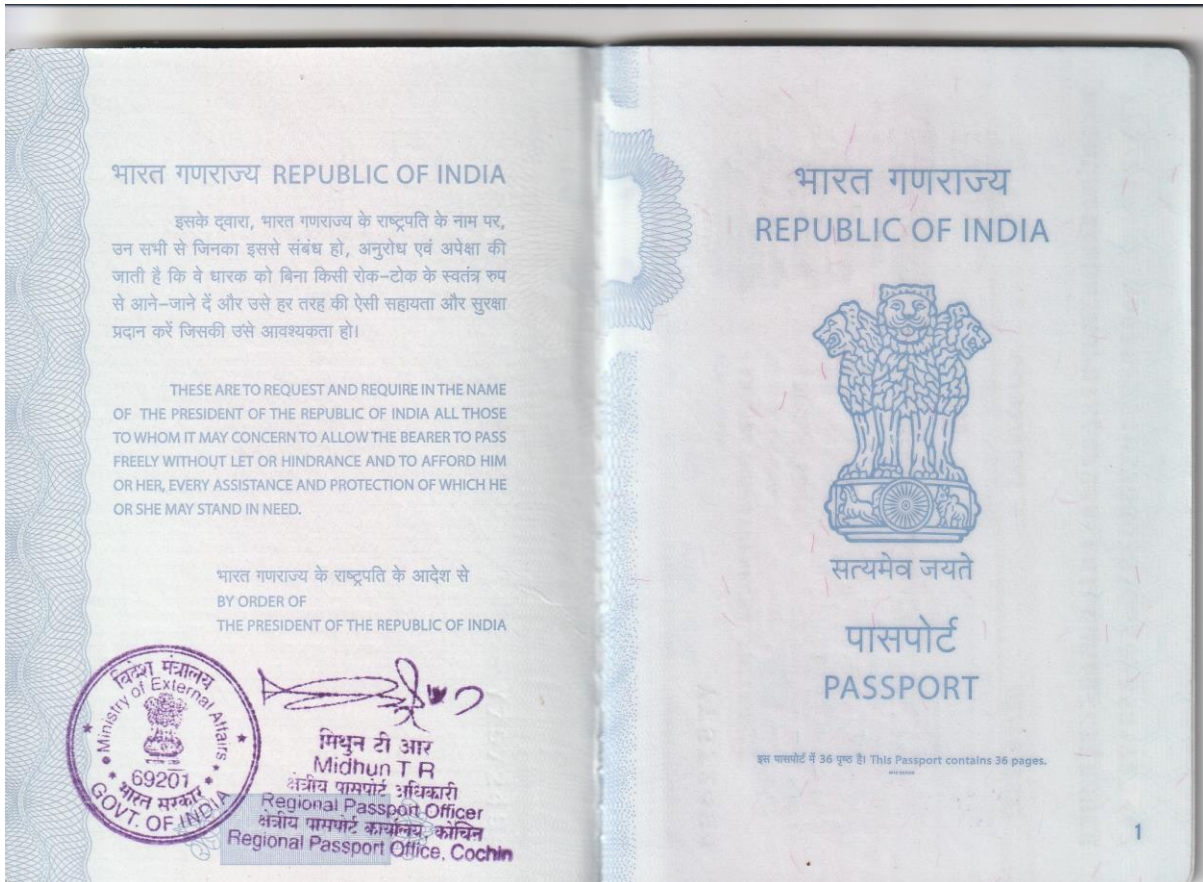 भारत गणराज्य REPUBLIC OF INDIA
इसके द्वारा, भारत गणराज्य के राष्ट्रपति के नाम पर,
उन सभी से जिनका इससे संबंध हो, अनुरोध एवं अपेक्षा की
जाती है कि वे धारक को बिना किसी रोक-टोक के स्वतंत्र रुप
से आने-जाने दें और उसे हर तरह की ऐसी सहायता और सुरक्षा
प्रदान करें जिसकी उसे आवश्यकता हो।
THESE ARE TO REQUEST AND REQUIRE IN THE NAME
OF THE PRESIDENT OF THE REPUBLIC OF INDIA ALL THOSE
TO WHOM IT MAY CONCERN TO ALLOW THE BEARER TO PASS
FREELY WITHOUT LET OR HINDRANCE AND TO AFFORD HIM
OR HER, EVERY ASSISTANCE AND PROTECTION OF WHICH HE
OR SHE MAY STAND IN NEED.
भारत गणराज्य के राष्ट्रपति के आदेश से
BY ORDER OF
THE PRESIDENT OF THE REPUBLIC OF INDIA
विदेश मंत्रालय
Ministry of External Affairs
69201
भारत सरकार
GOVT. OF INDIA
मिथुन टी आर
Midhun T R
क्षेत्रीय पासपोर्ट अधिकारी
Regional Passport Officer
क्षेत्रीय पासपोर्ट कार्यालय, कोचिन
Regional Passport Office, Cochin
भारत गणराज्य
REPUBLIC OF INDIA
सत्यमेव जयते
पासपोर्ट
PASSPORT
इस पासपोर्ट में 36 पृष्ठ है। This Passport contains 36 pages.
1